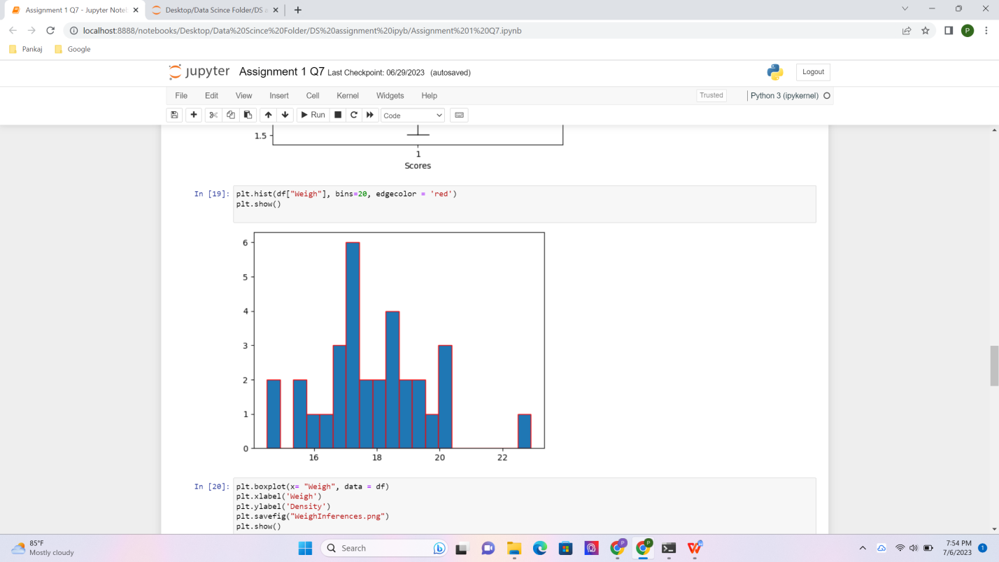 Assignment 1 Q7 - Jupyter Notel
Desktop/Data Scince Folder/DS a
localhost:8888/notebooks/Desktop/Data%20Scince%20Folder/DS%20assignment%20ipyb/Assignment%201%20Q7.ipynb
P
Pankaj
Google
jupyter Assignment 1 Q7 Last Checkpoint: 06/29/2023 (autosaved)
Logout
File Edit View Insert Cell Kernel Widgets Help
Trusted
Python 3 (ipykernel)
Run
Code
1.5
1
Scores
In [19]:
plt.hist(df["Weigh"], bins=20, edgecolor = 'red')
plt.show()
6
5
4
3
2
1
0
16 18 20 22
In [20]:
plt.boxplot(x= "Weigh", data = df)
plt.xlabel('Weigh')
plt.ylabel('Density')
plt.savefig("WeighInferences.png")
plt.show()
85°F
Mostly cloudy
Search
P
P
W
7:54 PM
7/6/2023
1